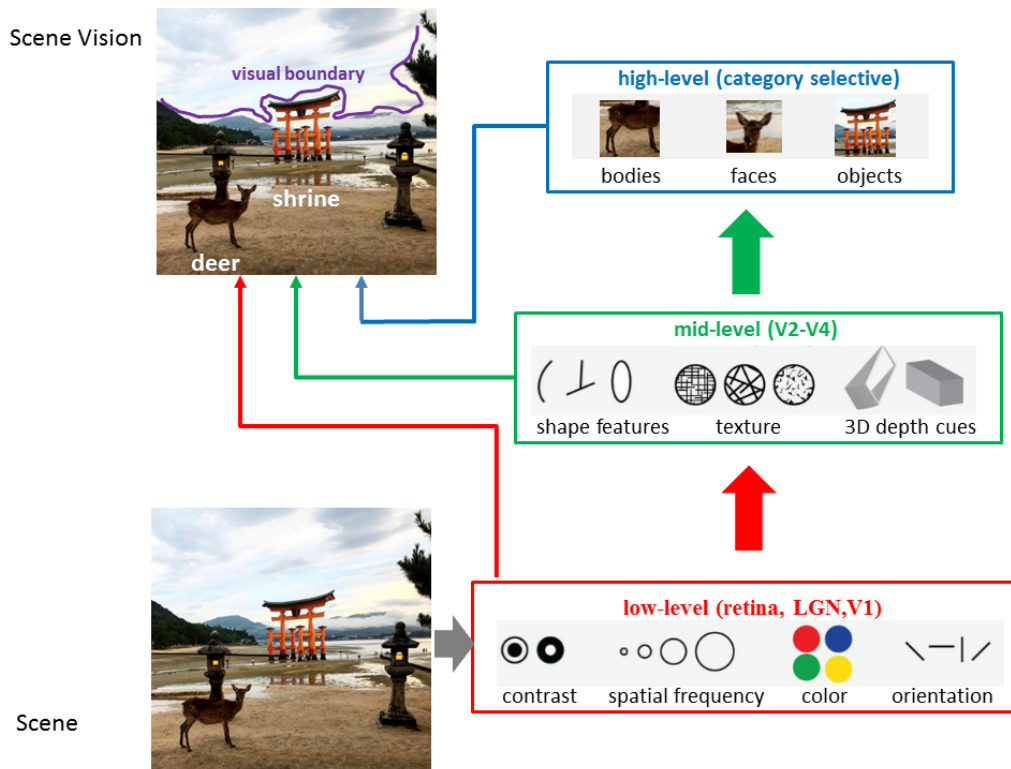 Scene Vision
visual boundary
shrine
deer
high-level (category selective)
bodies faces objects
mid-level (V2-V4)
shape features texture 3D depth cues
low-level (retina, LGN,V1)
contrast spatial frequency color orientation
Scene